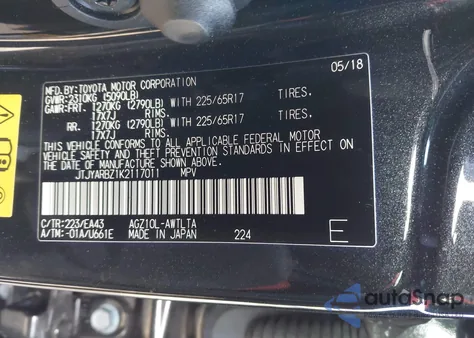 MFD.BY:TOYOTA MOTOR CORPORATION 05/18
GVWR:2310KG (5090LB)
GAWR:FRT. 1270KG (2790LB) WITH 225/65R17 TIRES,
17X7J RIMS.
RR. 1270KG (2790LB) WITH 225/65R17 TIRES,
17X7J RIMS.
THIS VEHICLE CONFORMS TO ALL APPLICABLE FEDERAL MOTOR
VEHICLE SAFETY AND THEFT PREVENTION STANDARDS IN EFFECT
ON THE DATE OF MANUFACTURE SHOWN ABOVE.
JTJYARBZ1K2117011 MPV
C/TR:223/EA43 AGZ10L-AWTLTA
A/TM:-01A/U661E MADE IN JAPAN 224 E
autoSnap